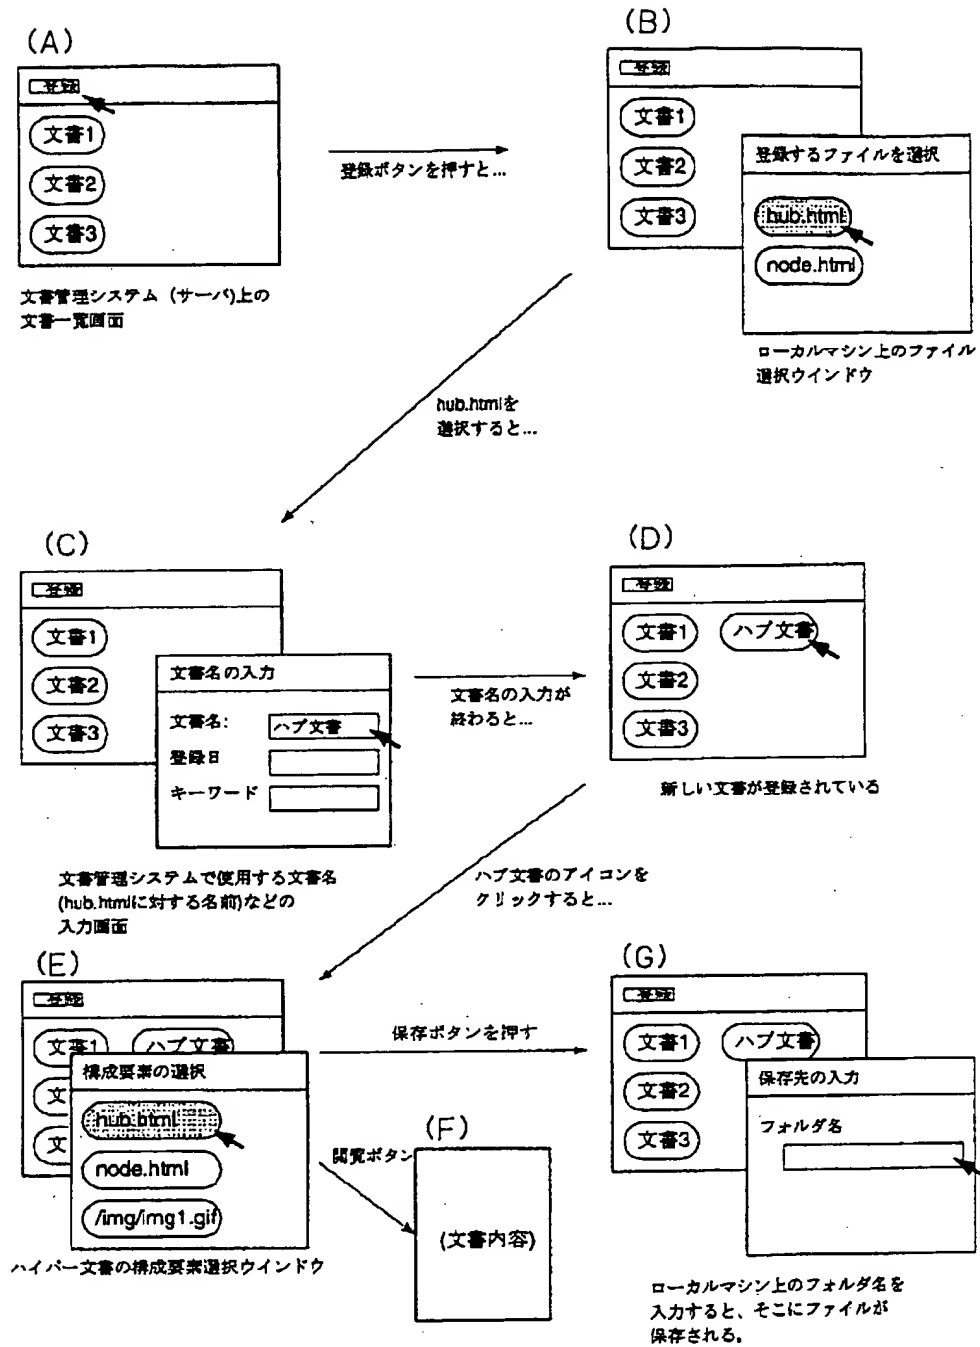 (A)
登録
文書1
文書2
文書3
文書管理システム（サーバ）上の
文書一覧画面
登録ボタンを押すと...
(B)
登録
文書1
文書2
文書3
登録するファイルを選択
hub.html
node.html
ローカルマシン上のファイル
選択ウインドウ
hub.htmlを
選択すると...
(C)
登録
文書1
文書2
文書3
文書名の入力
文書名:
ハブ文書
登録日
キーワード
文書管理システムで使用する文書名
(hub.htmlに対する名前)などの
入力画面
文書名の入力が
終わると...
(D)
登録
文書1
ハブ文書
文書2
文書3
新しい文書が登録されている
ハブ文書のアイコンを
クリックすると...
(E)
登録
文書1
ハブ文書
文
文
構成要素の選択
hub.html
node.html
/img/img1.gif
ハイパー文書の構成要素選択ウインドウ
保存ボタンを押す
閲覧ボタン
(F)
(文書内容)
(G)
登録
文書1
ハブ文書
文書2
文書3
保存先の入力
フォルダ名
ローカルマシン上のフォルダ名を
入力すると、そこにファイルが
保存される。